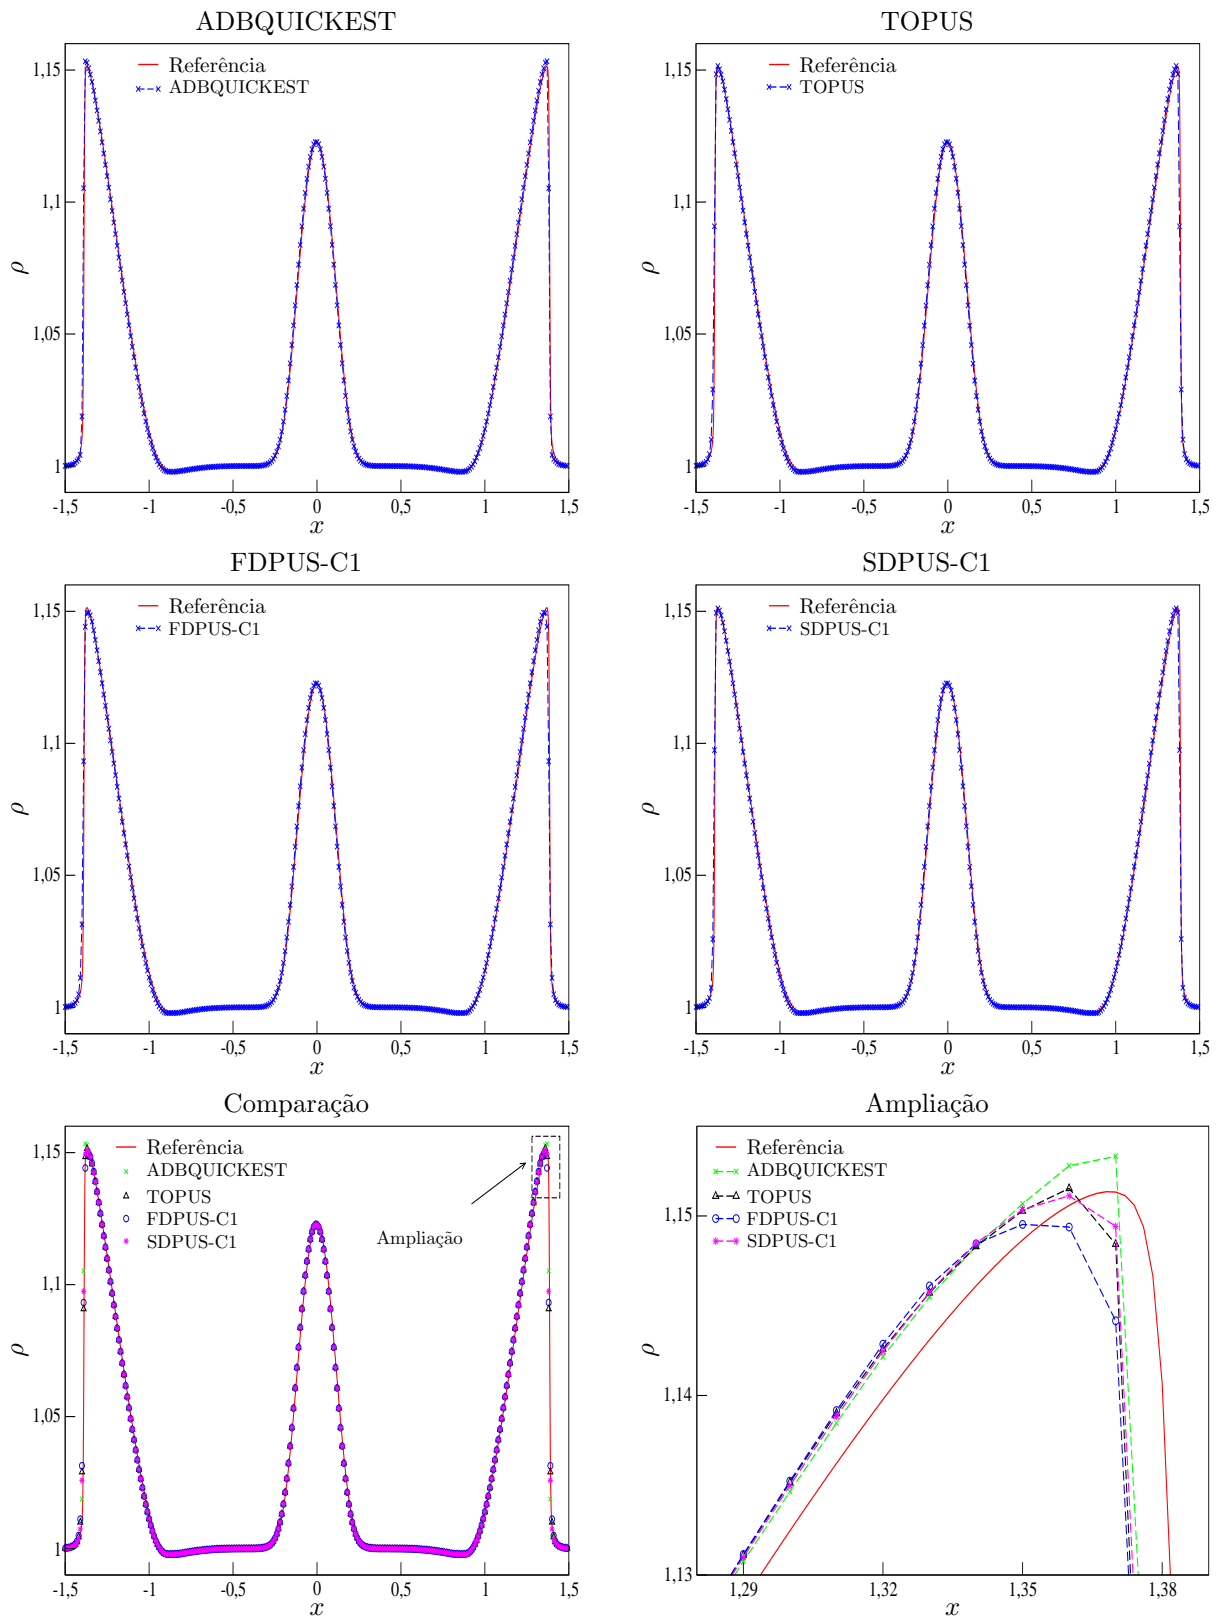 ADBQUICKEST
1,15
1,1
1,05
1
ρ
Referência
ADBQUICKEST
-1,5 -1 -0,5 0 0,5 1 1,5
x
TOPUS
1,15
1,1
1,05
1
ρ
Referência
TOPUS
-1,5 -1 -0,5 0 0,5 1 1,5
x
FDPUS-C1
1,15
1,1
1,05
1
ρ
Referência
FDPUS-C1
-1,5 -1 -0,5 0 0,5 1 1,5
x
SDPUS-C1
1,15
1,1
1,05
1
ρ
Referência
SDPUS-C1
-1,5 -1 -0,5 0 0,5 1 1,5
x
Comparação
1,15
1,1
1,05
1
ρ
Referência
ADBQUICKEST
TOPUS
FDPUS-C1
SDPUS-C1
Ampliação
-1,5 -1 -0,5 0 0,5 1 1,5
x
Ampliação
1,15
1,14
1,13
ρ
Referência
ADBQUICKEST
TOPUS
FDPUS-C1
SDPUS-C1
1,29 1,32 1,35 1,38
x